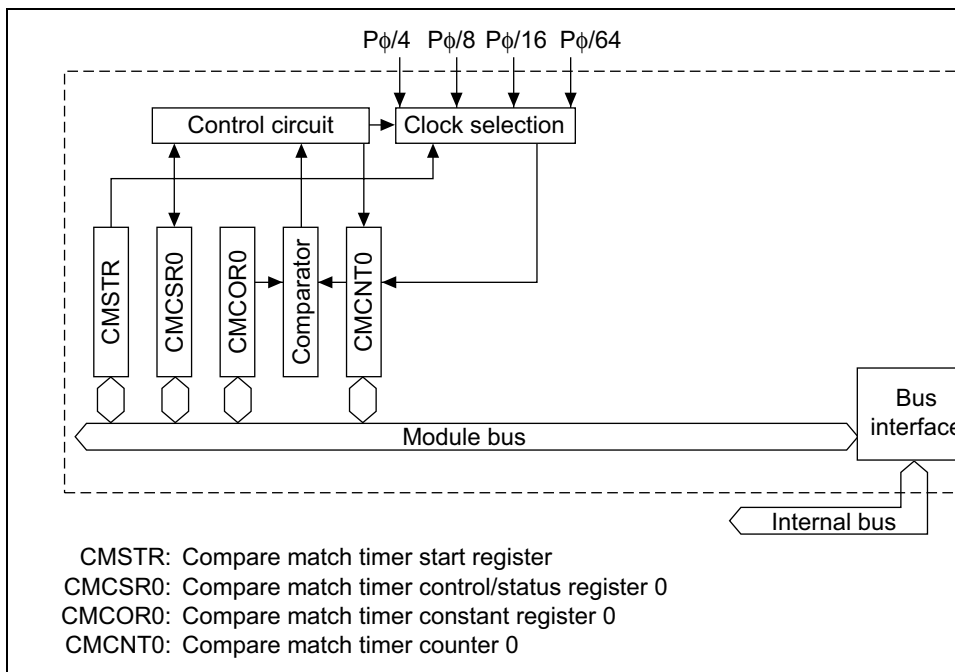 Pϕ/4 Pϕ/8 Pϕ/16 Pϕ/64
Control circuit
Clock selection
CMSTR
CMCSR0
CMCOR0
Comparator
CMCNT0
Module bus
Bus
interface
Internal bus
CMSTR: Compare match timer start register
CMCSR0: Compare match timer control/status register 0
CMCOR0: Compare match timer constant register 0
CMCNT0: Compare match timer counter 0